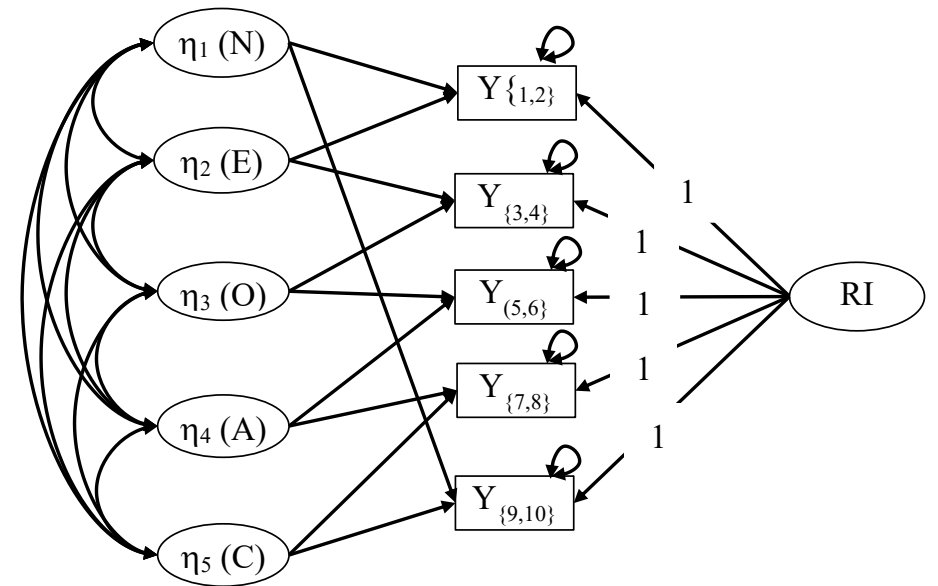 η₁ (N)
η₂ (E)
η₃ (O)
η₄ (A)
η₅ (C)
Y{1,2}
Y{3,4}
Y(5,6}
Y{7,8}
Y{9,10}
1
1
1
1
1
RI